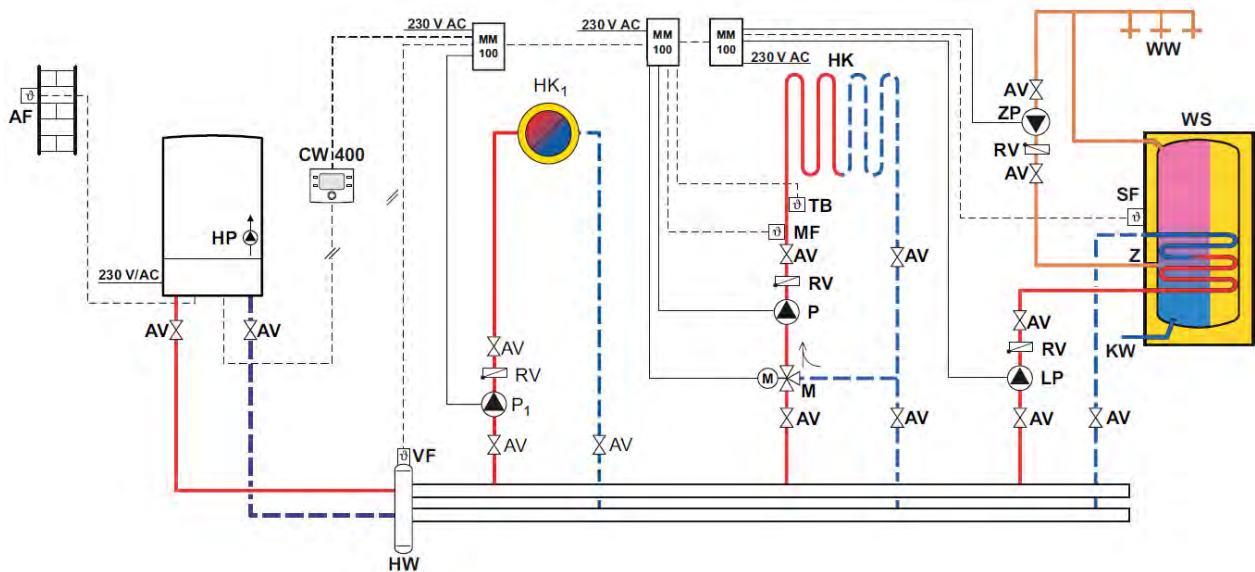 230 V AC
MM
100
230 V AC
MM
100
MM
100
230 V AC
WW
HK
AV
ZP
RV
AV
WS
ϑ
AF
HK1
CW 400
HP
230 V/AC
ϑ TB
ϑ MF
AV
AV
RV
P
SF
ϑ
Z
KW
AV
AV
AV
RV
P1
AV
AV
M
M
AV
AV
AV
RV
LP
AV
AV
ϑ VF
HW